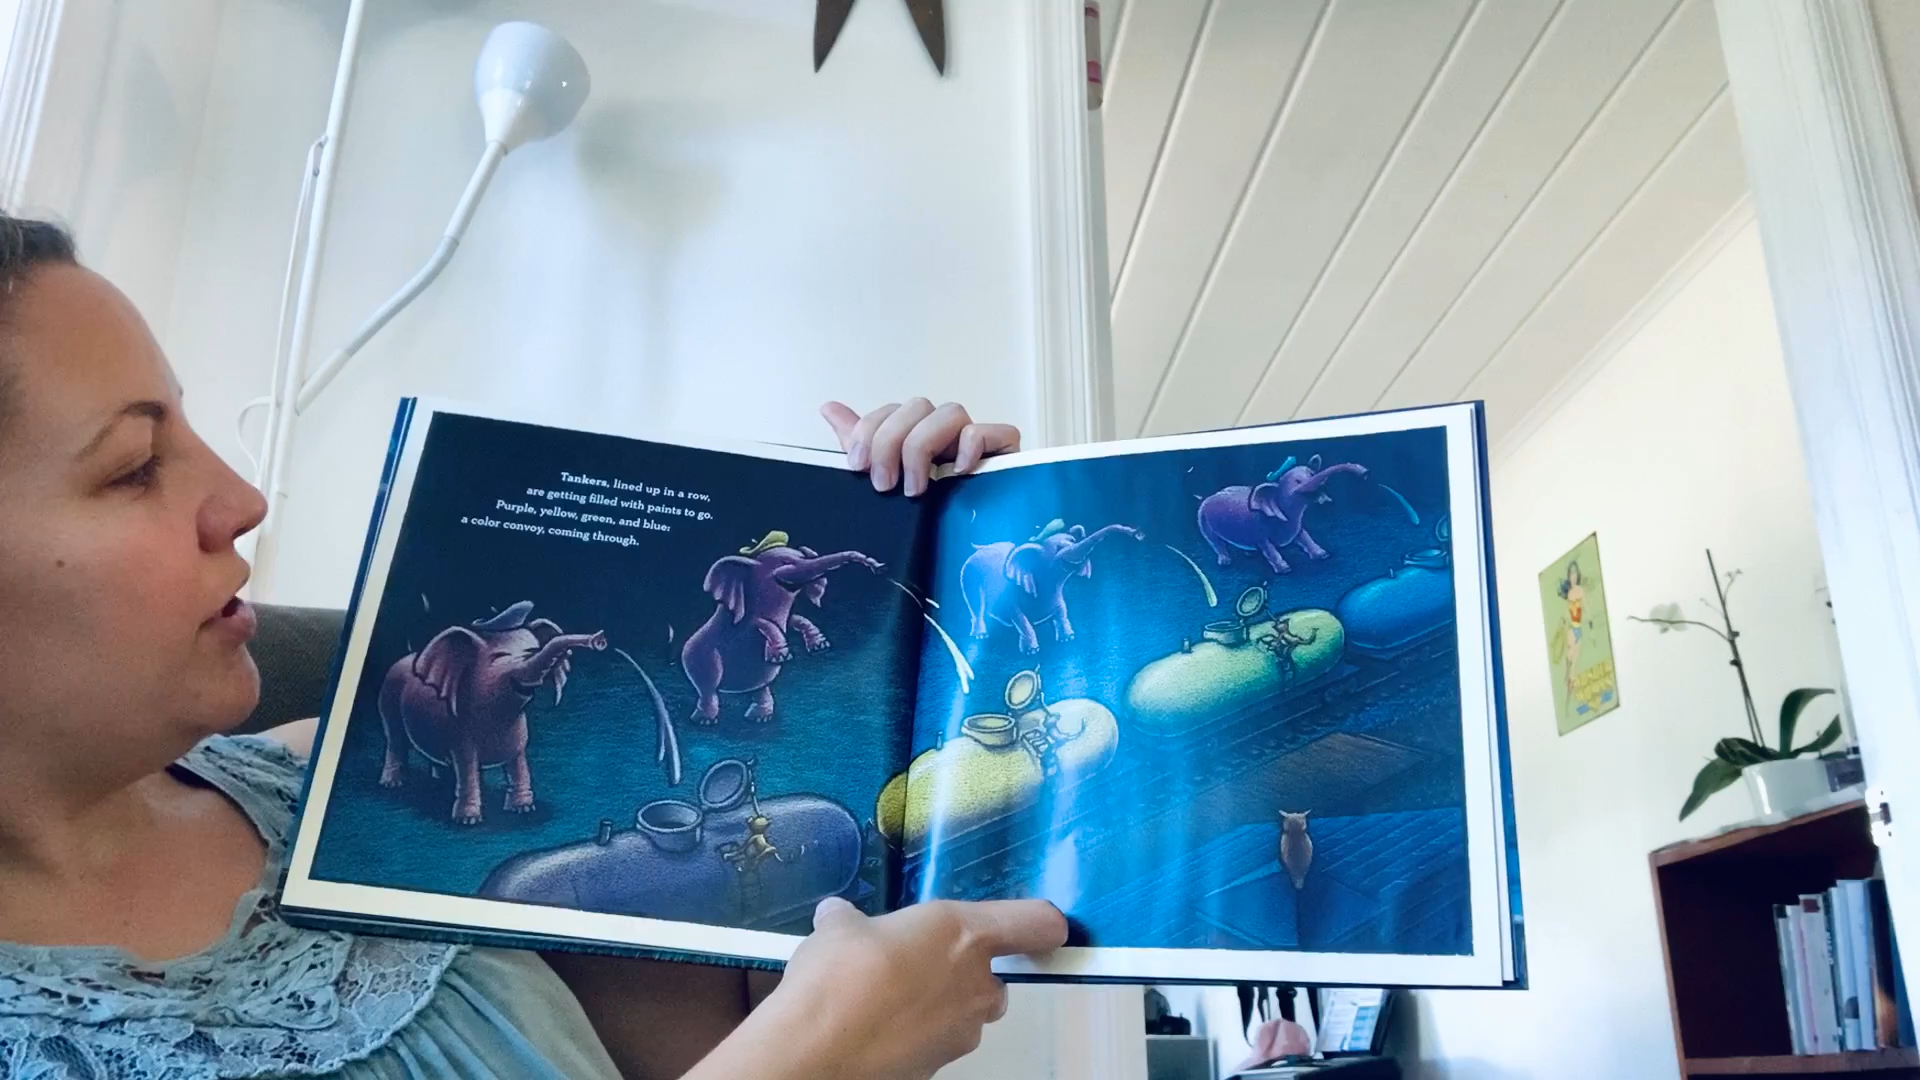 Tankers, lined up in a row,
are getting filled with paints to go.
Purple, yellow, green, and blue:
a color convoy, coming through.